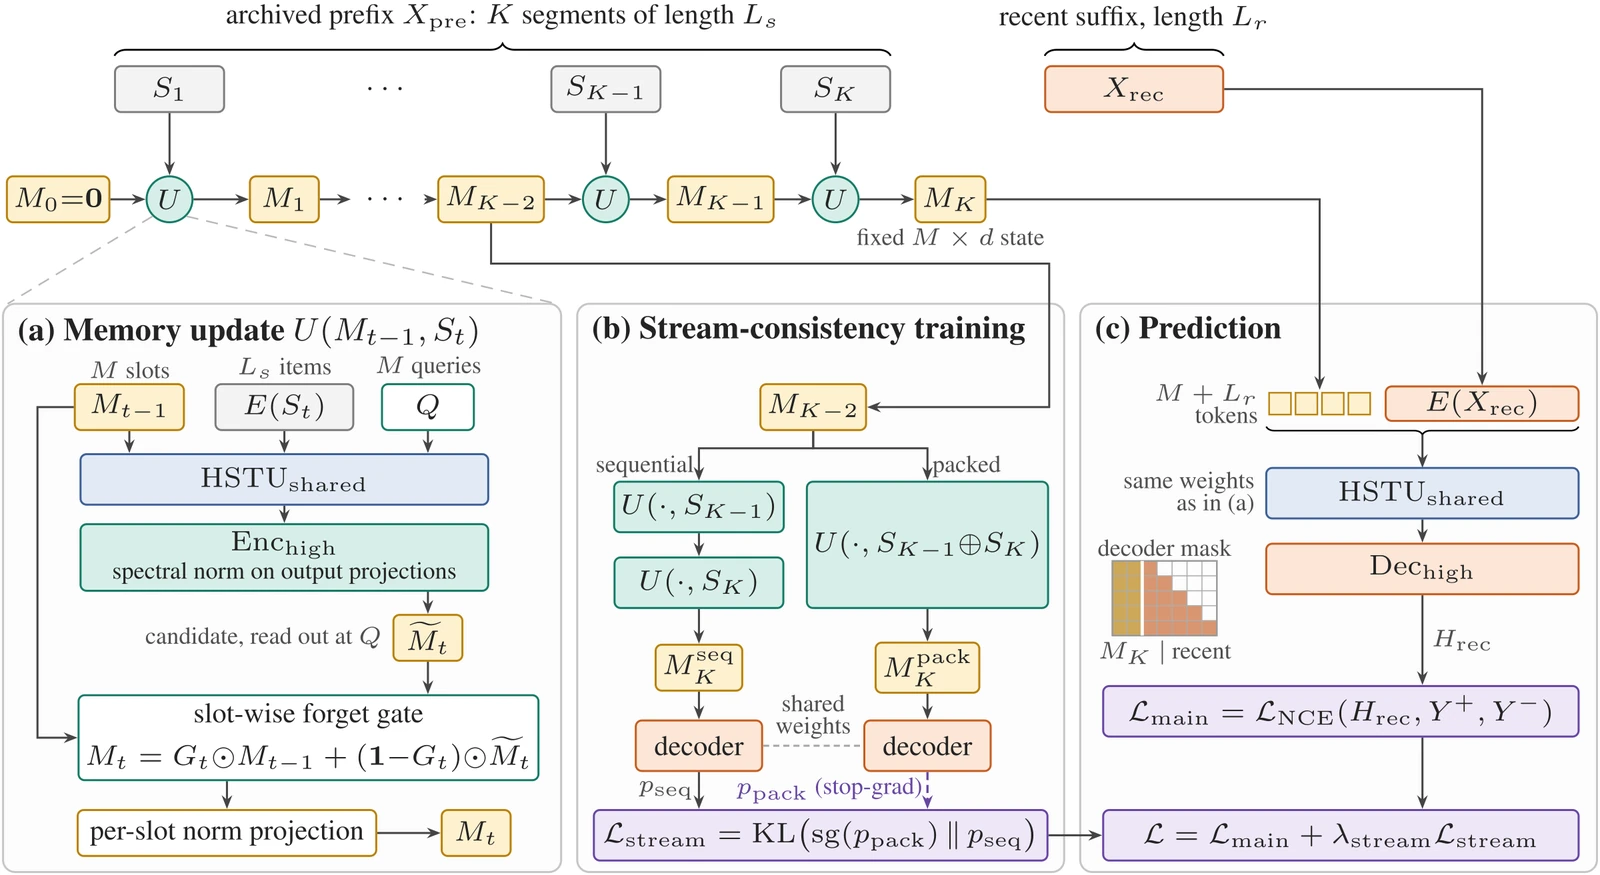 archived prefix X_pre: K segments of length L_s
recent suffix, length L_r
S_1
···
S_{K−1}
S_K
X_rec
M_0=𝟎
U
M_1
···
M_{K−2}
U
M_{K−1}
U
M_K
fixed M × d state
(a) Memory update U(M_{t−1}, S_t)
M slots
L_s items
M queries
M_{t−1}
E(S_t)
Q
HSTU_shared
Enc_high
spectral norm on output projections
candidate, read out at Q
M̃_t
slot-wise forget gate
M_t = G_t⊙M_{t−1} + (𝟏−G_t)⊙M̃_t
per-slot norm projection
M_t
(b) Stream-consistency training
M_{K−2}
sequential
packed
U(·, S_{K−1})
U(·, S_{K−1}⊕S_K)
U(·, S_K)
M_K^seq
M_K^pack
shared
weights
decoder
decoder
p_seq
p_pack (stop-grad)
ℒ_stream = KL(sg(p_pack) ∥ p_seq)
(c) Prediction
M + L_r
tokens
E(X_rec)
same weights
as in (a)
HSTU_shared
decoder mask
Dec_high
M_K | recent
H_rec
ℒ_main = ℒ_NCE(H_rec, Y⁺, Y⁻)
ℒ = ℒ_main + λ_stream ℒ_stream